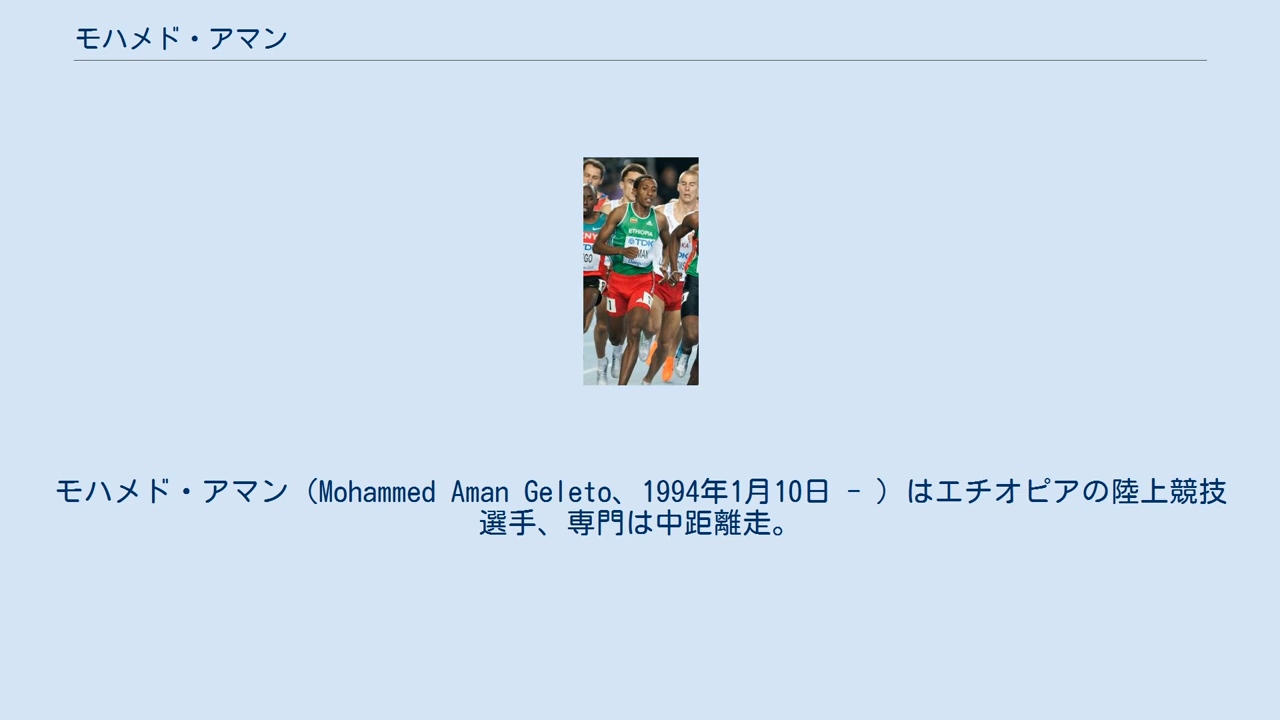 モハメド・アマン
ETHIOPIA
TDK
モハメド・アマン（Mohammed Aman Geleto、1994年1月10日 - ）はエチオピアの陸上競技
選手、専門は中距離走。